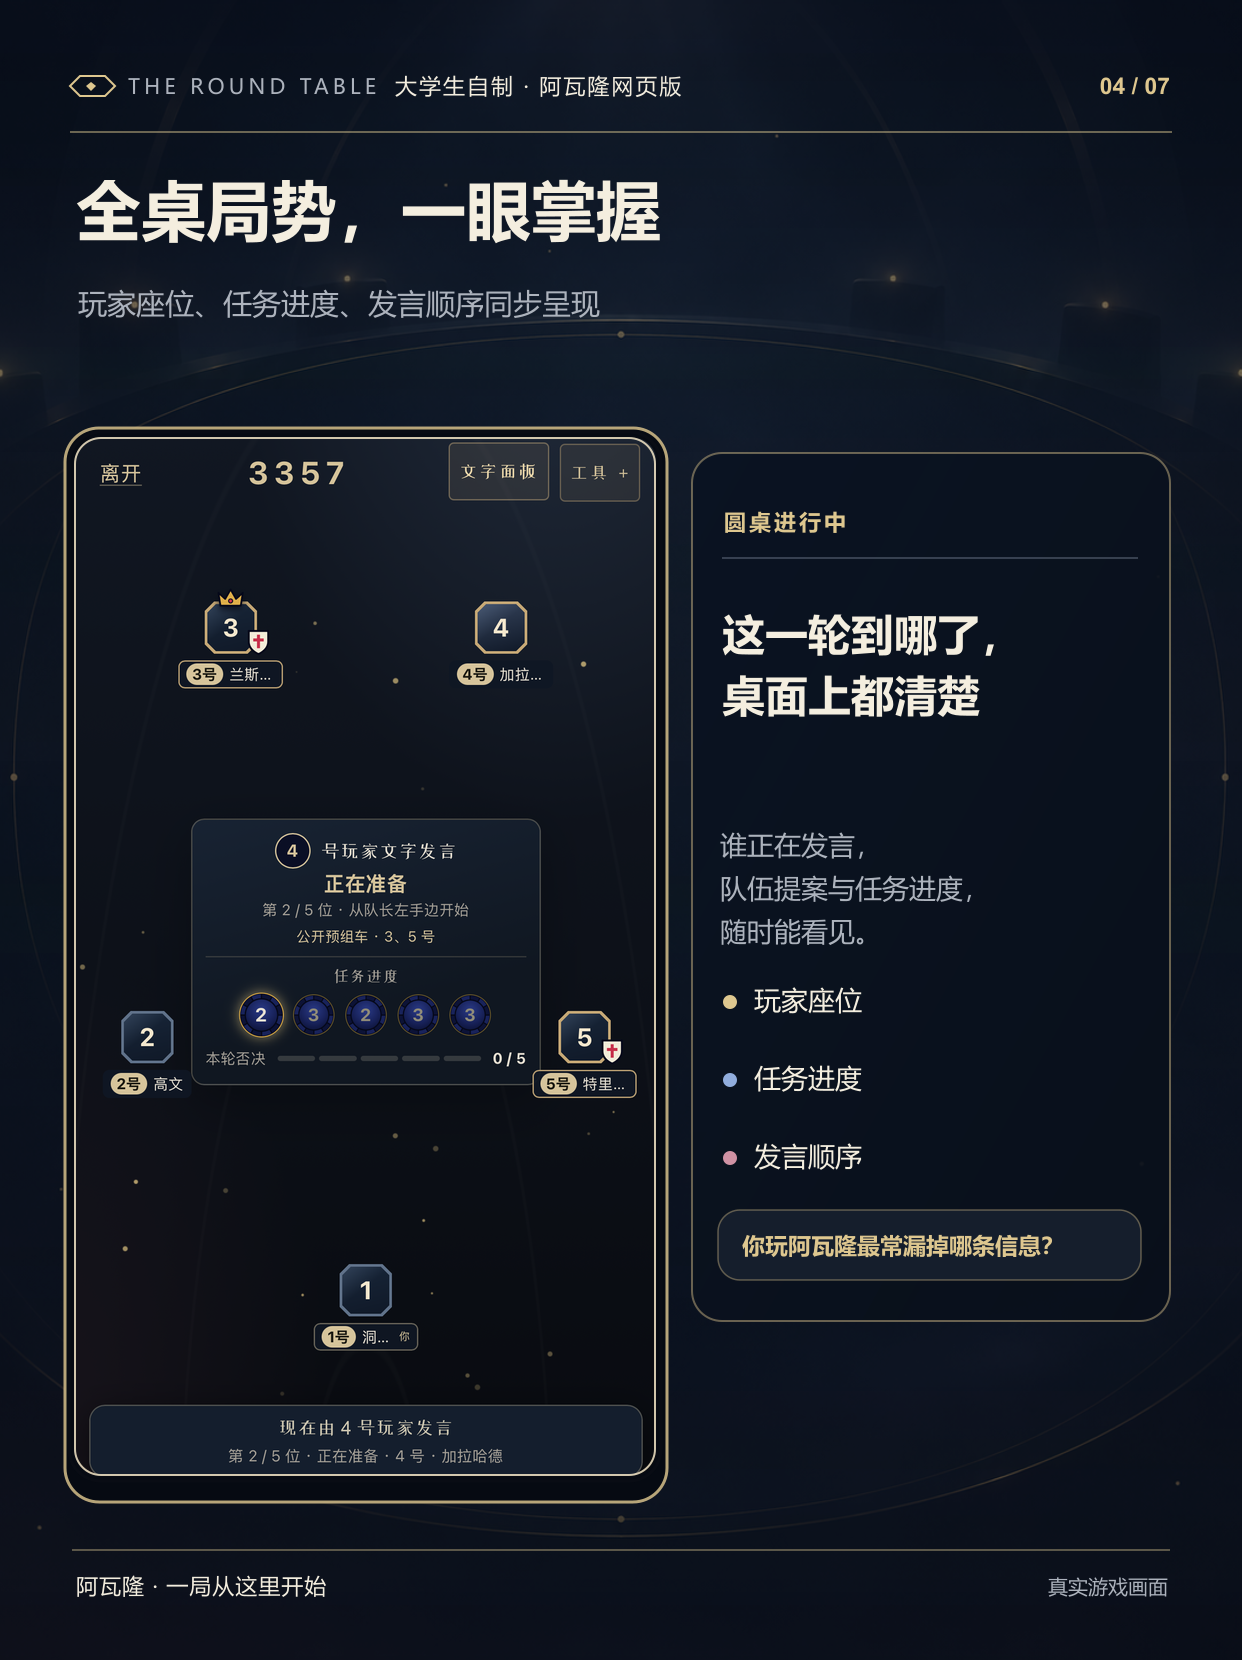 THE ROUND TABLE 大学生自制 · 阿瓦隆网页版
04 / 07
全桌局势，一眼掌握
玩家座位、任务进度、发言顺序同步呈现
离开
3357
文字面板
工具 +
3
3号 兰斯...
4
4号 加拉...
4 号玩家文字发言
正在准备
第 2 / 5 位 · 从队长左手边开始
公开预组车 · 3、5 号
任务进度
2 3 2 3 3
本轮否决 0 / 5
2
2号 高文
5
5号 特里...
1
1号 洞... 你
现在由 4 号玩家发言
第 2 / 5 位 · 正在准备 · 4 号 · 加拉哈德
圆桌进行中
这一轮到哪了，
桌面上都清楚
谁正在发言，
队伍提案与任务进度，
随时能看见。
玩家座位
任务进度
发言顺序
你玩阿瓦隆最常漏掉哪条信息？
阿瓦隆 · 一局从这里开始
真实游戏画面